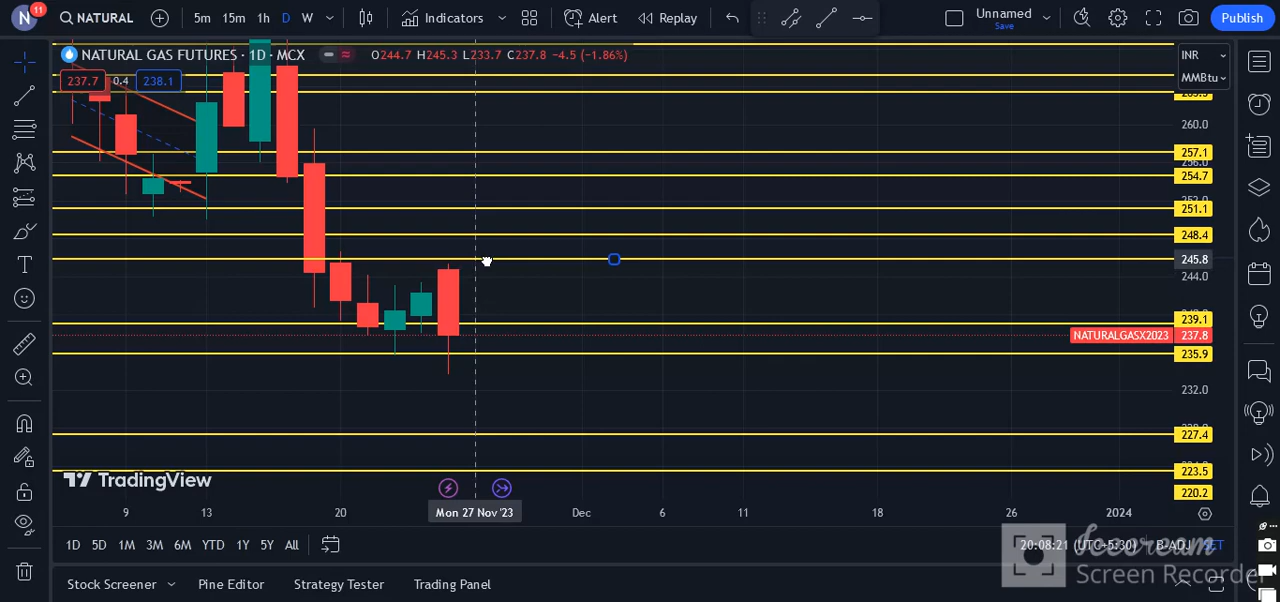 N 11 NATURAL 5m 15m 1h D W Indicators Alert Replay Unnamed Save Publish
NATURAL GAS FUTURES · 1D · MCX O244.7 H245.3 L233.7 C237.8 −4.5 (−1.86%) INR
237.7 0.4 238.1 MMBtu
260.0
257.1
254.7
251.1
248.4
245.8
244.0
239.1
NATURALGASX2023 237.8
235.9
232.0
227.4
223.5
TradingView
220.2
9 13 20 Mon 27 Nov '23 Dec 6 11 18 26 2024
1D 5D 1M 3M 6M YTD 1Y 5Y All 20:08:21 (UTC+5:30) B-ADJ SET
Stock Screener Pine Editor Strategy Tester Trading Panel
Screen Recorder